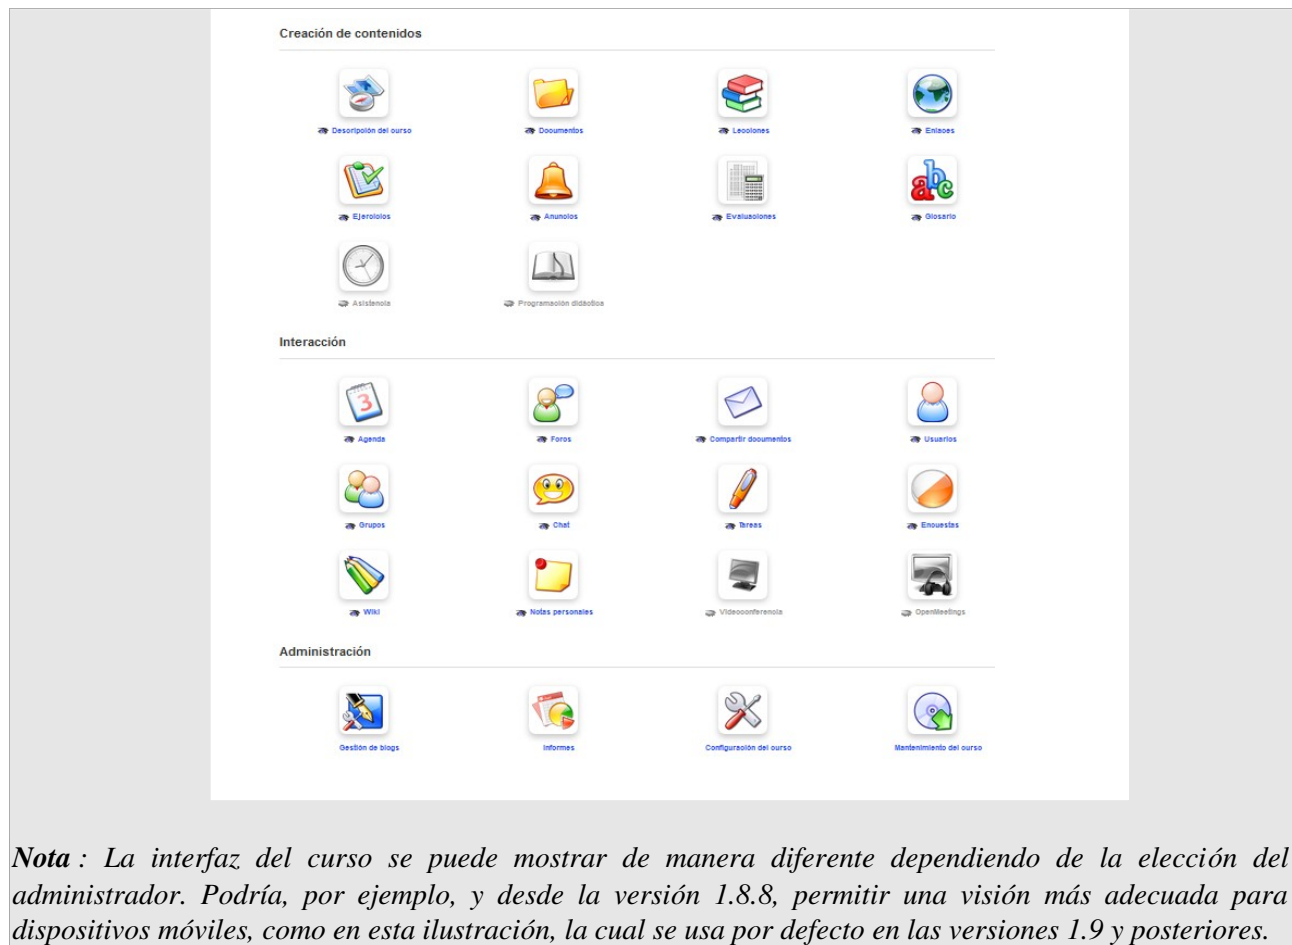 Creación de contenidos
Descripción del curso
Documentos
Lecciones
Enlaces
Ejercicios
Anuncios
Evaluaciones
Glosario
Asistencia
Programación didáctica
Interacción
3
Agenda
Foros
Compartir documentos
Usuarios
Grupos
Chat
Tareas
Encuestas
Wiki
Notas personales
Videoconferencia
OpenMeetings
Administración
Gestión de blogs
Informes
Configuración del curso
Mantenimiento del curso
Nota : La interfaz del curso se puede mostrar de manera diferente dependiendo de la elección del
administrador. Podría, por ejemplo, y desde la versión 1.8.8, permitir una visión más adecuada para
dispositivos móviles, como en esta ilustración, la cual se usa por defecto en las versiones 1.9 y posteriores.